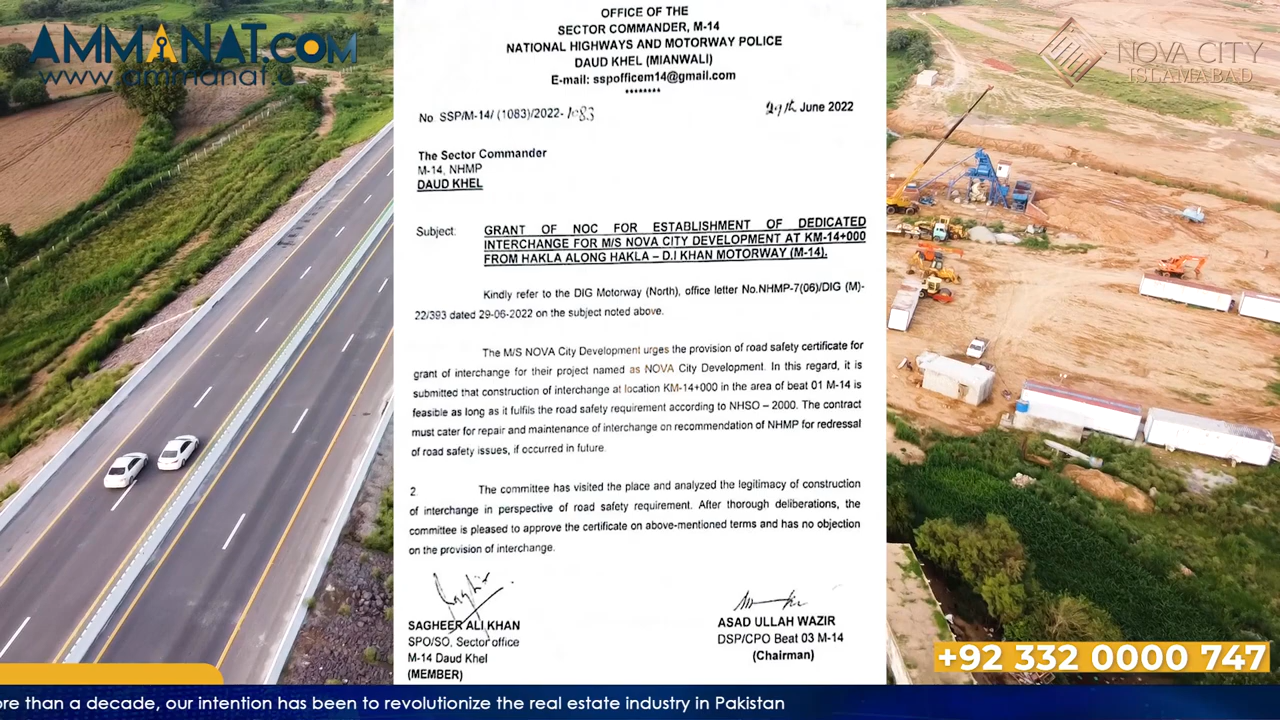 AMMANAT.COM
www.ammanat.c
OFFICE OF THE
SECTOR COMMANDER, M-14
NATIONAL HIGHWAYS AND MOTORWAY POLICE
DAUD KHEL (MIANWALI)
E-mail: sspofficem14@gmail.com
********
No. SSP/M-14/ (1083)/2022-1083
29th June 2022
The Sector Commander
M-14, NHMP
DAUD KHEL
Subject: GRANT OF NOC FOR ESTABLISHMENT OF DEDICATED
INTERCHANGE FOR M/S NOVA CITY DEVELOPMENT AT KM-14+000
FROM HAKLA ALONG HAKLA – D.I KHAN MOTORWAY (M-14).
Kindly refer to the DIG Motorway (North), office letter No.NHMP-7(06)/DIG (M)-
22/393 dated 29-06-2022 on the subject noted above.
The M/S NOVA City Development urges the provision of road safety certificate for
grant of interchange for their project named as NOVA City Development. In this regard, it is
submitted that construction of interchange at location KM-14+000 in the area of beat 01 M-14 is
feasible as long as it fulfils the road safety requirement according to NHSO – 2000. The contract
must cater for repair and maintenance of interchange on recommendation of NHMP for redressal
of road safety issues, if occurred in future.
2 The committee has visited the place and analyzed the legitimacy of construction
of interchange in perspective of road safety requirement. After thorough deliberations, the
committee is pleased to approve the certificate on above-mentioned terms and has no objection
on the provision of interchange.
SAGHEER ALI KHAN
SPO/SO, Sector office
M-14 Daud Khel
(MEMBER)
ASAD ULLAH WAZIR
DSP/CPO Beat 03 M-14
(Chairman)
NOVA CITY
ISLAMABAD
+92 332 0000 747
ore than a decade, our intention has been to revolutionize the real estate industry in Pakistan